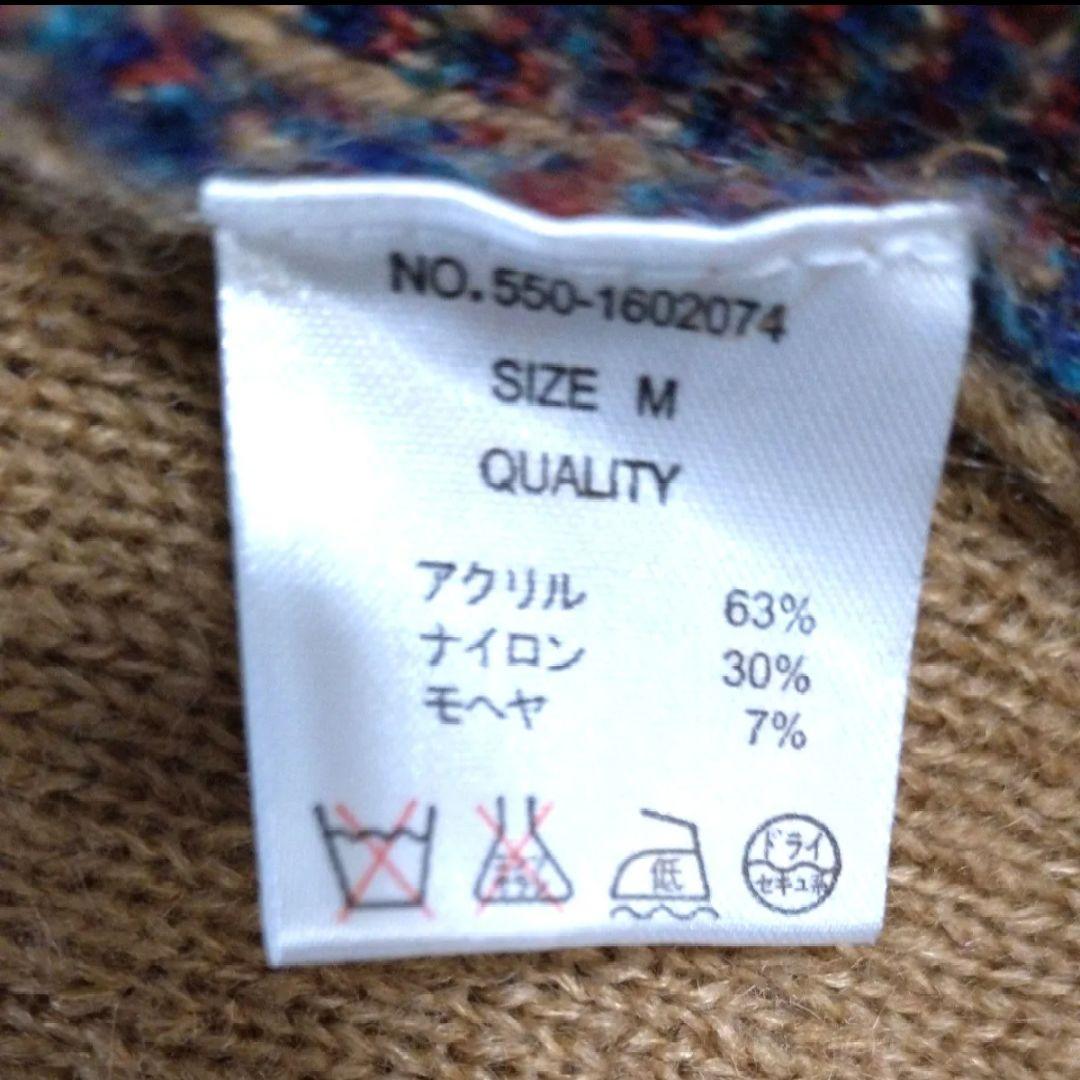 NO.550-1602074
SIZE M
QUALITY
アクリル 63%
ナイロン 30%
モヘヤ 7%
低
ドライ
セキユ系